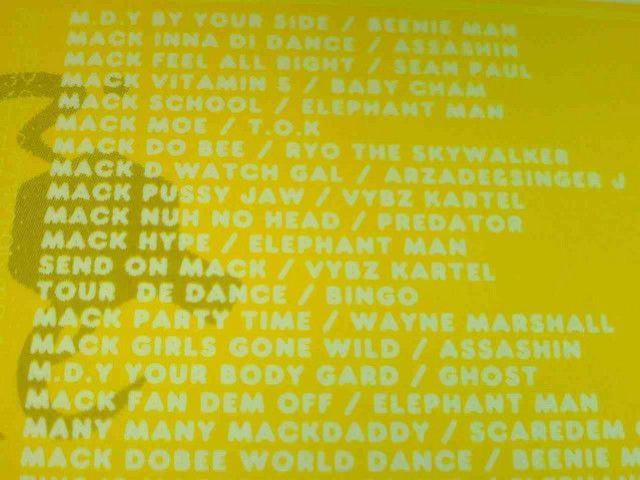 M.D.Y BY YOUR SIDE / BEENIE MAN
MACK INNA DI DANCE / ASSASHIN
MACK FEEL ALL RIGHT / SEAN PAUL
MACK VITAMIN S / BABY CHAM
MACK SCHOOL / ELEPHANT MAN
MACK MOE / T.O.K
MACK DO BEE / RYO THE SKYWALKER
MACK D WATCH GAL / ARZADE&SINGER J
MACK PUSSY JAW / VYBZ KARTEL
MACK NUH NO HEAD / PREDATOR
MACK HYPE / ELEPHANT MAN
SEND ON MACK / VYBZ KARTEL
TOUR DE DANCE / BINGO
MACK PARTY TIME / WAYNE MARSHALL
MACK GIRLS GONE WILD / ASSASHIN
M.D.Y YOUR BODY GARD / GHOST
MACK FAN DEM OFF / ELEPHANT MAN
MANY MANY MACKDADDY / SCAREDEM
MACK DOBEE WORLD DANCE / BEENIE M